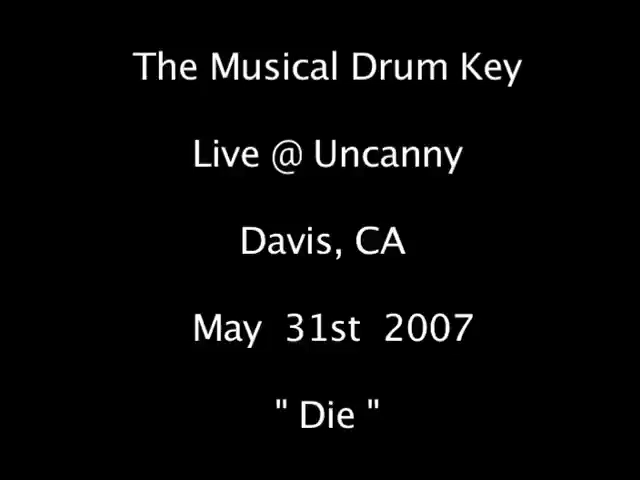 The Musical Drum Key
Live @ Uncanny
Davis, CA
May 31st 2007
" Die "